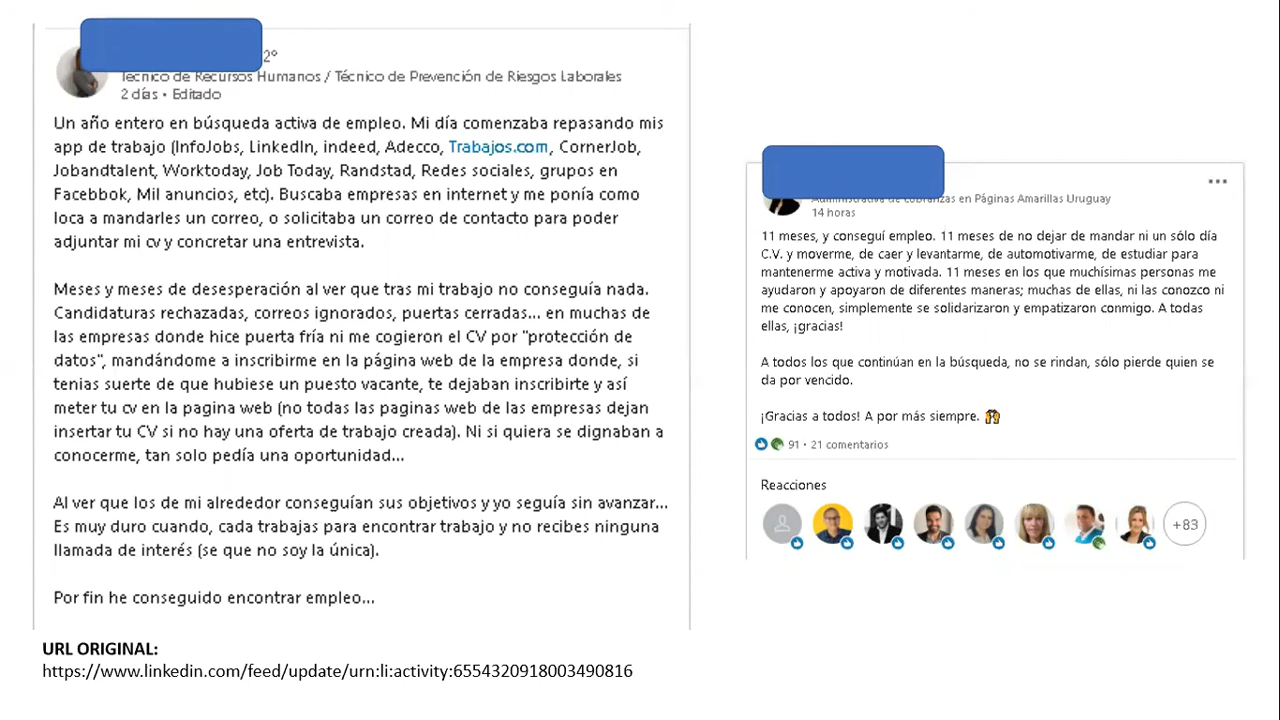 2º
Técnico de Recursos Humanos / Técnico de Prevención de Riesgos Laborales
2 días • Editado
Un año entero en búsqueda activa de empleo. Mi día comenzaba repasando mis
app de trabajo (InfoJobs, LinkedIn, indeed, Adecco, Trabajos.com, CornerJob,
Jobandtalent, Worktoday, Job Today, Randstad, Redes sociales, grupos en
Facebbok, Mil anuncios, etc). Buscaba empresas en internet y me ponía como
loca a mandarles un correo, o solicitaba un correo de contacto para poder
adjuntar mi cv y concretar una entrevista.
Meses y meses de desesperación al ver que tras mi trabajo no conseguía nada.
Candidaturas rechazadas, correos ignorados, puertas cerradas... en muchas de
las empresas donde hice puerta fría ni me cogieron el CV por "protección de
datos", mandándome a inscribirme en la página web de la empresa donde, si
tenias suerte de que hubiese un puesto vacante, te dejaban inscribirte y así
meter tu cv en la pagina web (no todas las paginas web de las empresas dejan
insertar tu CV si no hay una oferta de trabajo creada). Ni si quiera se dignaban a
conocerme, tan solo pedía una oportunidad...
Al ver que los de mi alrededor conseguían sus objetivos y yo seguía sin avanzar...
Es muy duro cuando, cada trabajas para encontrar trabajo y no recibes ninguna
llamada de interés (se que no soy la única).
Por fin he conseguido encontrar empleo...
URL ORIGINAL:
https://www.linkedin.com/feed/update/urn:li:activity:6554320918003490816
Administrativa de cobranzas en Páginas Amarillas Uruguay
14 horas
11 meses, y conseguí empleo. 11 meses de no dejar de mandar ni un sólo día
C.V. y moverme, de caer y levantarme, de automotivarme, de estudiar para
mantenerme activa y motivada. 11 meses en los que muchísimas personas me
ayudaron y apoyaron de diferentes maneras; muchas de ellas, ni las conozco ni
me conocen, simplemente se solidarizaron y empatizaron conmigo. A todas
ellas, ¡gracias!
A todos los que continúan en la búsqueda, no se rindan, sólo pierde quien se
da por vencido.
¡Gracias a todos! A por más siempre. 🙌
91 • 21 comentarios
Reacciones
+83